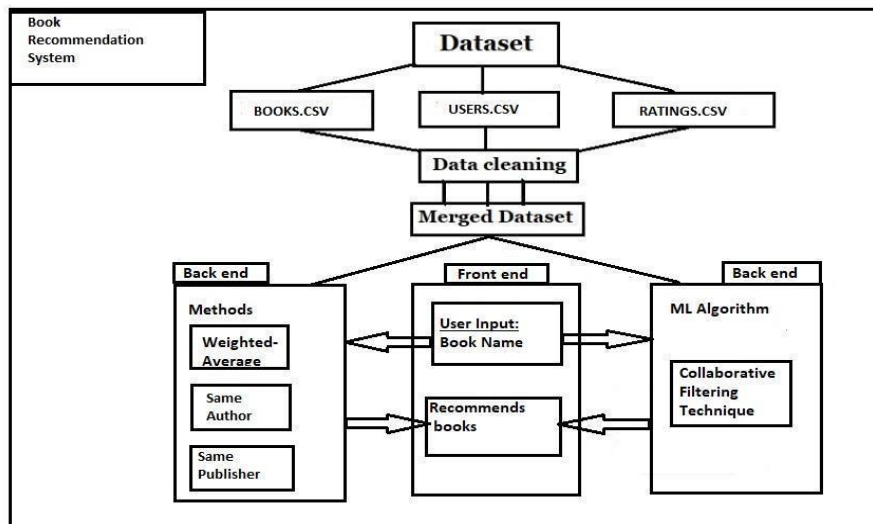 Book
Recommendation
System
Dataset
BOOKS.CSV
USERS.CSV
RATINGS.CSV
Data cleaning
Merged Dataset
Back end
Front end
Back end
Methods
Weighted-
Average
Same
Author
Same
Publisher
User Input:
Book Name
Recommends
books
ML Algorithm
Collaborative
Filtering
Technique